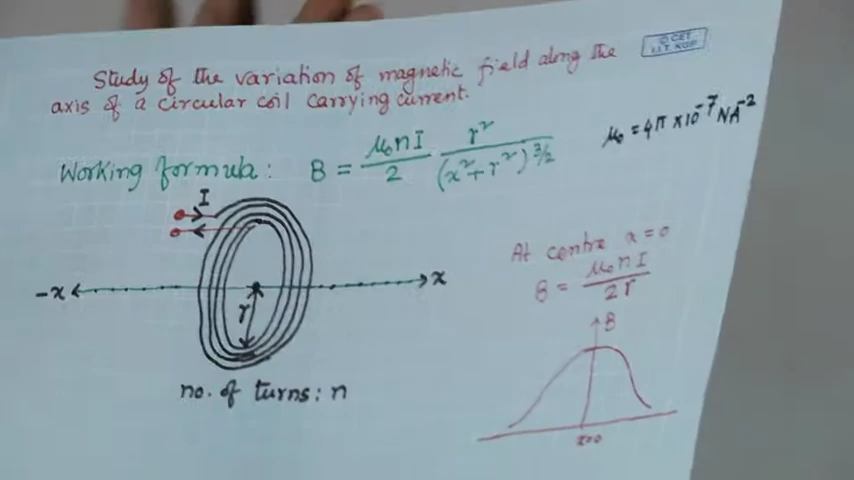 © CET
I.I.T. KGP
Study of the variation of magnetic field along the
axis of a circular coil carrying current.
μ₀ = 4π × 10⁻⁷ NA⁻²
Working formula: B = μ₀nI/2 r²/(x²+r²)^3/2
I
-x x
r
no. of turns: n
At centre x=0
B = μ₀nI/2r
B
x=0